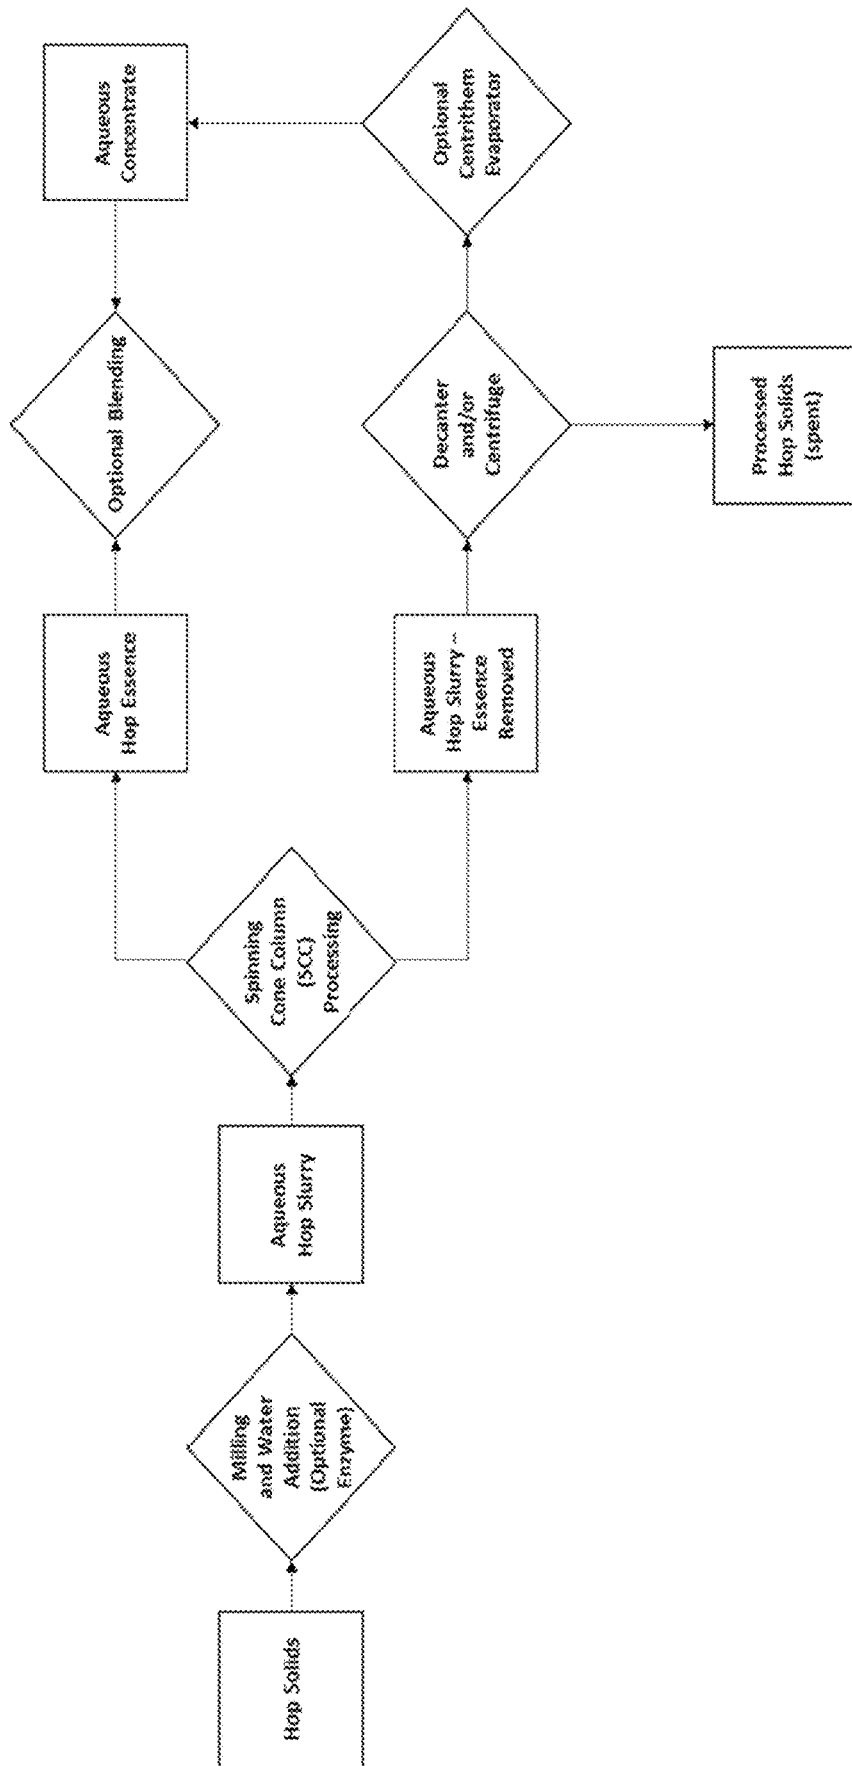 Hop Solids
Milling
and Water
Addition
(Optional
Enzyme)
Aqueous
Hop Slurry
Spinning
Cone Column
(SCC)
Processing
Aqueous
Hop Essence
Optional Blending
Aqueous
Concentrate
Aqueous
Hop Slurry –
Essence
Removed
Decanter
and/or
Centrifuge
Optional
Centrithem
Evaporator
Processed
Hop Solids
(spent)